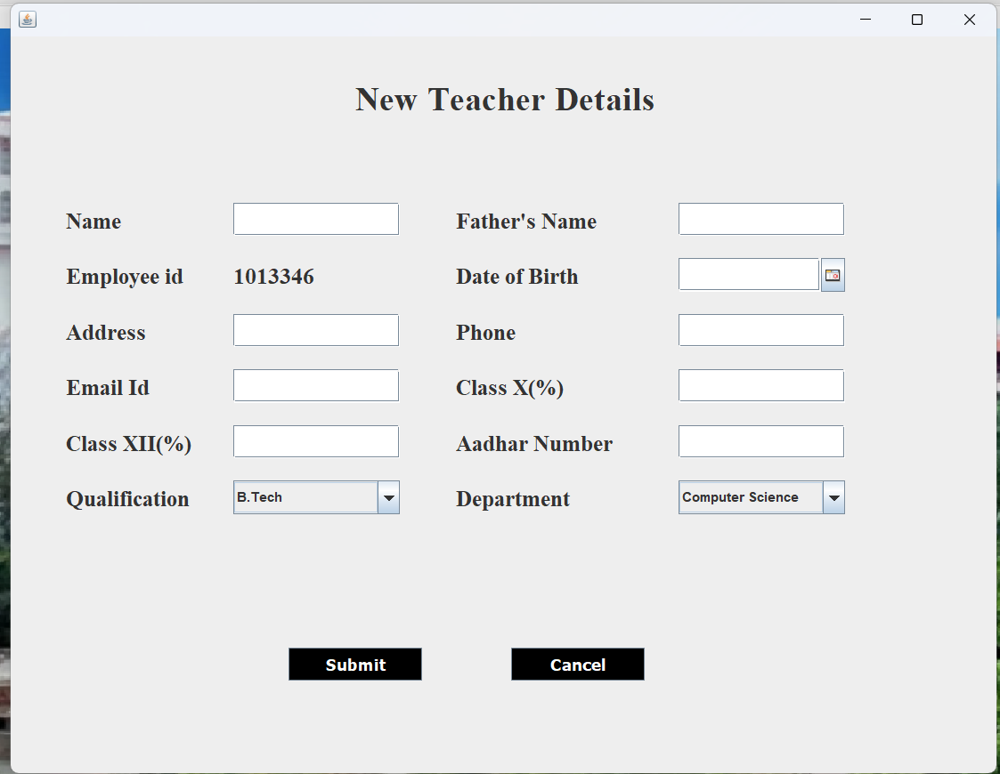 New Teacher Details
Name Father's Name
Employee id 1013346 Date of Birth
Address Phone
Email Id Class X(%)
Class XII(%) Aadhar Number
Qualification B.Tech Department Computer Science
Submit Cancel